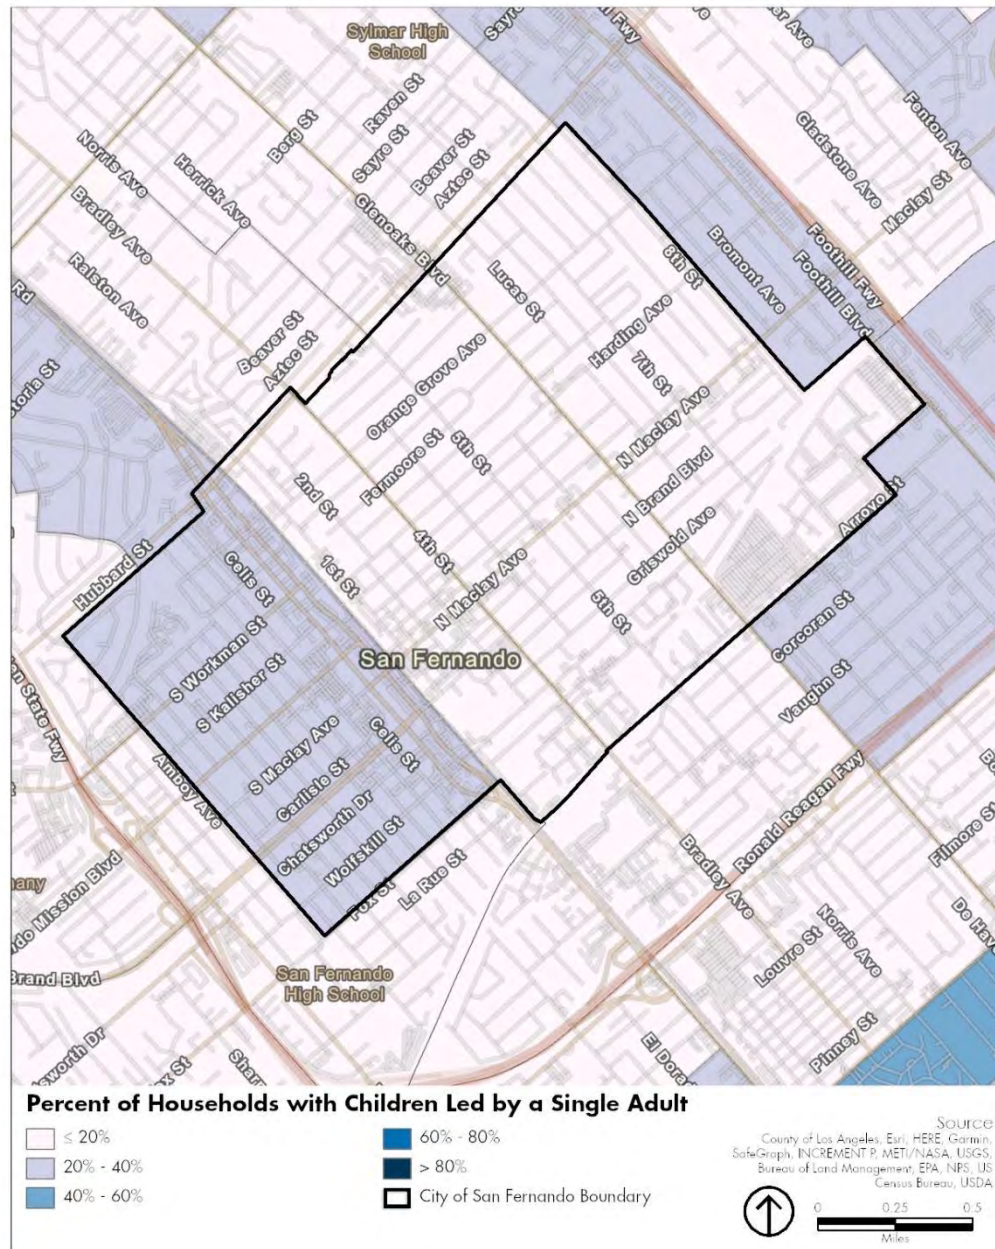 Sylmar High
School
Sayre
Fwy
Fenton Ave
Gladstone Ave
Maclay St
Raven St
Berg St
Sayre St
Beaver St
Aztec St
Norris Ave
Herrick Ave
Bradley Ave
Ralston Ave
Glenoaks Blvd
Foothill Fwy
Foothill Blvd
Bromont Ave
8th St
Lucas St
Harding Ave
7th St
Rd
Beaver St
Aztec St
Orange Grove Ave
5th St
Fermoore St
N Maclay Ave
N Brand Blvd
2nd St
Griswold Ave
4th St
1st St
N Maclay Ave
5th St
Hubbard St
Celis St
Corcoran St
Vaughn St
San Fernando
S Workman St
S Kalisher St
S Maclay Ave
Celis St
Carlisle St
Chatsworth Dr
Wolfskill St
Amboy Ave
La Rue St
Fox St
Bradley Ave
Ronald Reagan Fwy
Filmore St
Norris Ave
Louvre St
Pinney St
San Fernando
High School
Percent of Households with Children Led by a Single Adult
≤ 20%
20% - 40%
40% - 60%
60% - 80%
> 80%
City of San Fernando Boundary
Source
County of Los Angeles, Esri, HERE, Garmin,
SafeGraph, INCREMENT P, METI/NASA, USGS,
Bureau of Land Management, EPA, NPS, US
Census Bureau, USDA
0 0.25 0.5
Miles